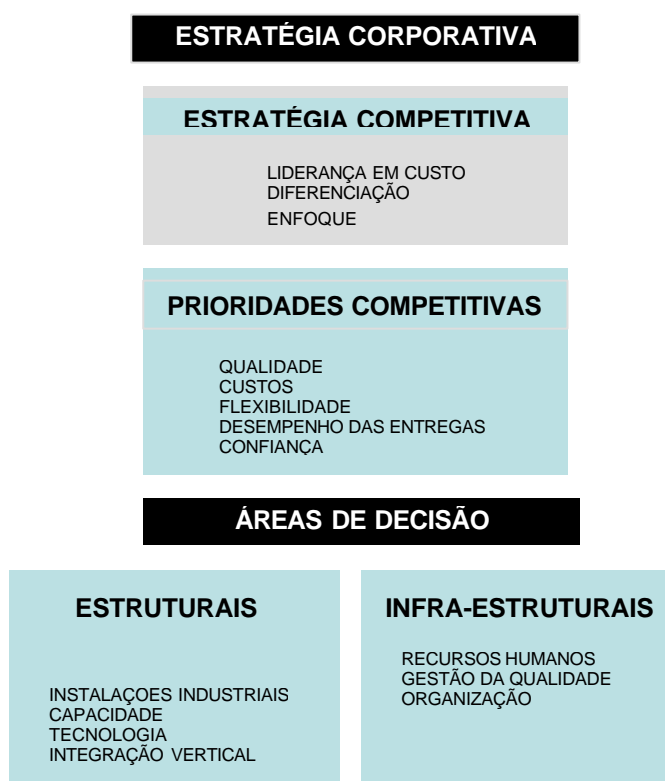 ESTRATÉGIA CORPORATIVA
ESTRATÉGIA COMPETITIVA
LIDERANÇA EM CUSTO
DIFERENCIAÇÃO
ENFOQUE
PRIORIDADES COMPETITIVAS
QUALIDADE
CUSTOS
FLEXIBILIDADE
DESEMPENHO DAS ENTREGAS
CONFIANÇA
ÁREAS DE DECISÃO
ESTRUTURAIS
INSTALAÇOES INDUSTRIAIS
CAPACIDADE
TECNOLOGIA
INTEGRAÇÃO VERTICAL
INFRA-ESTRUTURAIS
RECURSOS HUMANOS
GESTÃO DA QUALIDADE
ORGANIZAÇÃO